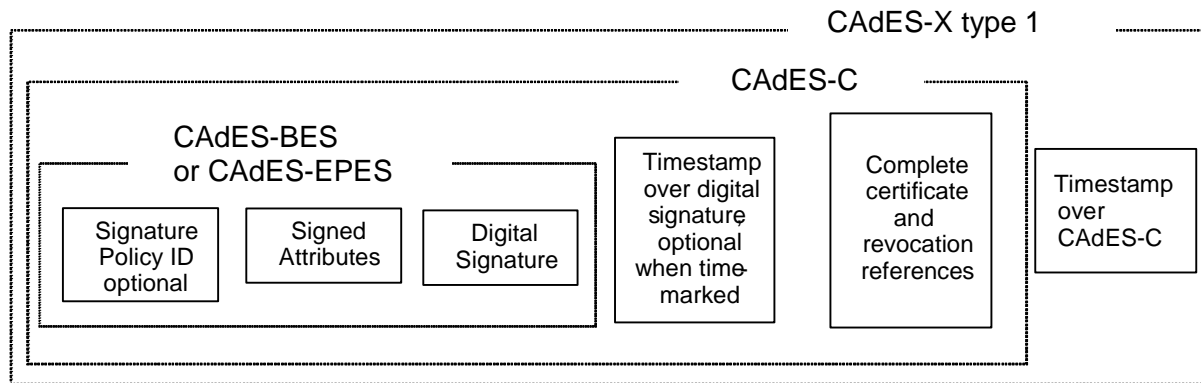 CAdES-X type 1
CAdES-C
CAdES-BES
or CAdES-EPES
Signature
Policy ID
optional
Signed
Attributes
Digital
Signature
Timestamp
over digital
signature,
optional
when time-
marked
Complete
certificate
and
revocation
references
Timestamp
over
CAdES-C